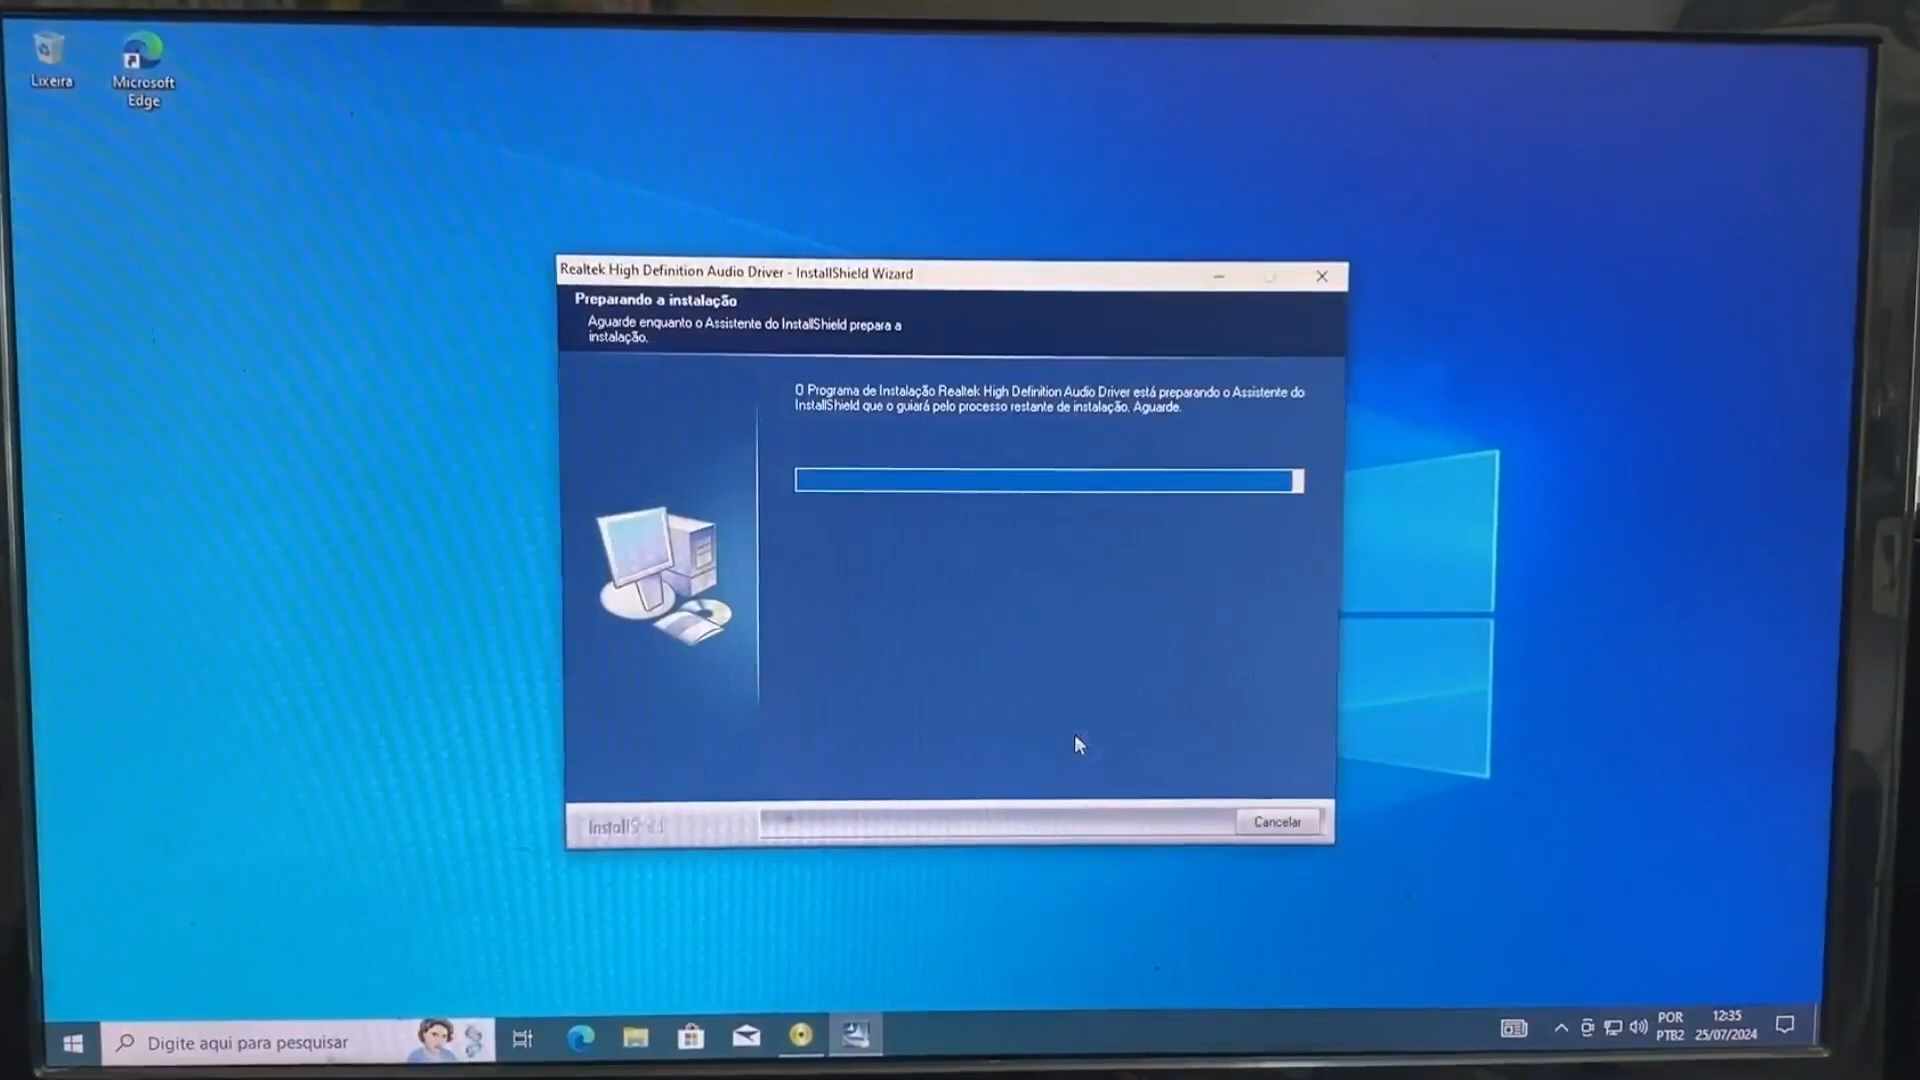 Lixeira
Microsoft
Edge
Realtek High Definition Audio Driver - InstallShield Wizard
Preparando a instalação
Aguarde enquanto o Assistente do InstallShield prepara a
instalação.
O Programa de Instalação Realtek High Definition Audio Driver está preparando o Assistente do
InstallShield que o guiará pelo processo restante de instalação. Aguarde.
InstallShield
Cancelar
Digite aqui para pesquisar
POR
PTB2
12:35
25/07/2024